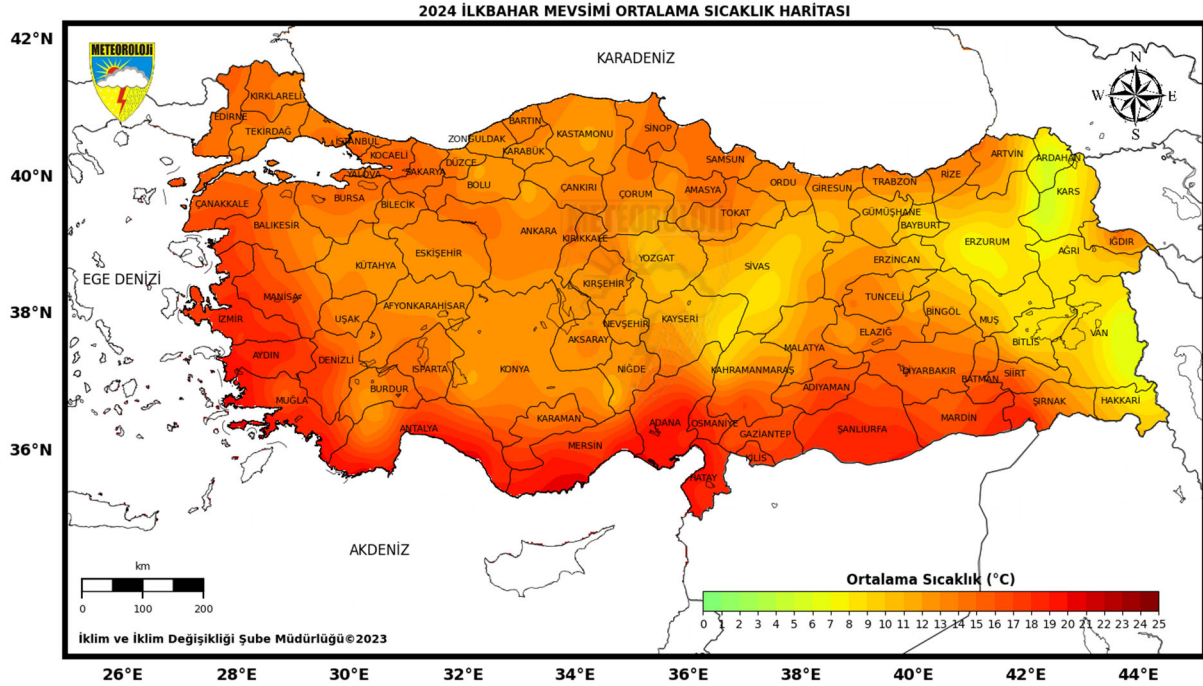 2024 İLKBAHAR MEVSİMİ ORTALAMA SICAKLIK HARİTASI
42°N
40°N
38°N
36°N
METEOROLOJİ
KARADENİZ
N
W E
S
KIRKLARELİ
EDİRNE
TEKİRDAĞ
İSTANBUL
KOCAELİ
YALOVA
SAKARYA
DÜZCE
ZONGULDAK
BARTIN
KARABÜK
KASTAMONU
SİNOP
SAMSUN
ORDU
GİRESUN
TRABZON
RİZE
ARTVİN
ARDAHAN
KARS
ÇANAKKALE
BALIKESİR
BURSA
BİLECİK
BOLU
ÇANKIRI
ÇORUM
AMASYA
TOKAT
GÜMÜŞHANE
BAYBURT
ERZURUM
AĞRI
IĞDIR
EGE DENİZİ
KÜTAHYA
ESKİŞEHİR
ANKARA
KIRIKKALE
METEOROLOJİ
YOZGAT
SİVAS
ERZİNCAN
TUNCELİ
BİNGÖL
MUŞ
VAN
BİTLİS
MANİSA
İZMİR
UŞAK
AFYONKARAHİSAR
KIRŞEHİR
NEVŞEHİR
KAYSERİ
AKSARAY
MALATYA
ELAZIĞ
AYDIN
DENİZLİ
ISPARTA
BURDUR
KONYA
NİĞDE
KAHRAMANMARAŞ
ADIYAMAN
DİYARBAKIR
BATMAN
SİİRT
ŞIRNAK
HAKKARİ
MUĞLA
ANTALYA
KARAMAN
MERSİN
ADANA
OSMANİYE
GAZİANTEP
KİLİS
HATAY
ŞANLIURFA
MARDİN
AKDENİZ
km
0 100 200
Ortalama Sıcaklık (°C)
0 1 2 3 4 5 6 7 8 9 10 11 12 13 14 15 16 17 18 19 20 21 22 23 24 25
İklim ve İklim Değişikliği Şube Müdürlüğü©2023
26°E 28°E 30°E 32°E 34°E 36°E 38°E 40°E 42°E 44°E